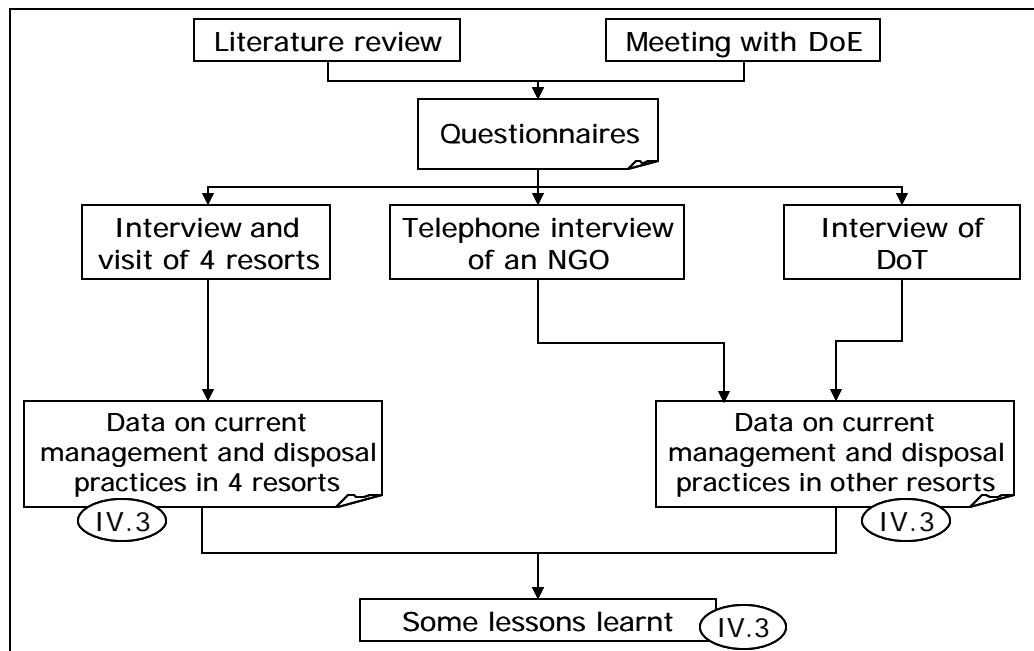 Literature review
Meeting with DoE
Questionnaires
Interview and
visit of 4 resorts
Telephone interview
of an NGO
Interview of
DoT
Data on current
management and disposal
practices in 4 resorts
IV.3
Data on current
management and disposal
practices in other resorts
IV.3
Some lessons learnt
IV.3